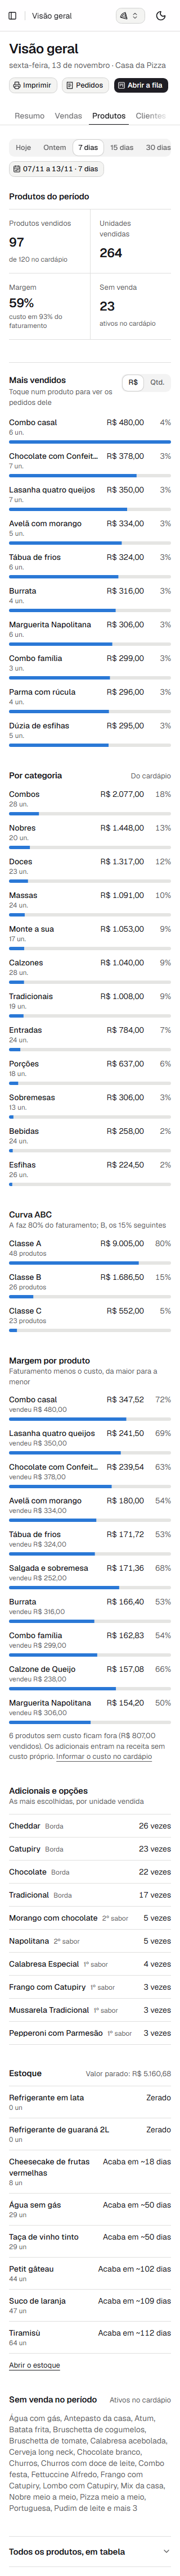 Visão geral
Visão geral
sexta-feira, 13 de novembro · Casa da Pizza
Imprimir
Pedidos
Abrir a fila
Resumo
Vendas
Produtos
Clientes
Hoje
Ontem
7 dias
15 dias
30 dias
07/11 a 13/11 · 7 dias
Produtos do período
Produtos vendidos
97
de 120 no cardápio
Unidades
vendidas
264
Margem
59%
custo em 93% do
faturamento
Sem venda
23
ativos no cardápio
Mais vendidos
Toque num produto para ver os
pedidos dele
R$
Qtd.
Combo casal R$ 480,00 4%
6 un.
Chocolate com Confeit... R$ 378,00 3%
7 un.
Lasanha quatro queijos R$ 350,00 3%
7 un.
Avelã com morango R$ 334,00 3%
5 un.
Tábua de frios R$ 324,00 3%
6 un.
Burrata R$ 316,00 3%
4 un.
Marguerita Napolitana R$ 306,00 3%
6 un.
Combo família R$ 299,00 3%
3 un.
Parma com rúcula R$ 296,00 3%
4 un.
Dúzia de esfihas R$ 295,00 3%
5 un.
Por categoria
Do cardápio
Combos R$ 2.077,00 18%
28 un.
Nobres R$ 1.448,00 13%
20 un.
Doces R$ 1.317,00 12%
23 un.
Massas R$ 1.091,00 10%
24 un.
Monte a sua R$ 1.053,00 9%
17 un.
Calzones R$ 1.040,00 9%
28 un.
Tradicionais R$ 1.008,00 9%
19 un.
Entradas R$ 784,00 7%
24 un.
Porções R$ 637,00 6%
18 un.
Sobremesas R$ 306,00 3%
13 un.
Bebidas R$ 258,00 2%
24 un.
Esfihas R$ 224,50 2%
26 un.
Curva ABC
A faz 80% do faturamento; B, os 15% seguintes
Classe A R$ 9.005,00 80%
48 produtos
Classe B R$ 1.686,50 15%
26 produtos
Classe C R$ 552,00 5%
23 produtos
Margem por produto
Faturamento menos o custo, da maior para a
menor
Combo casal R$ 347,52 72%
vendeu R$ 480,00
Lasanha quatro queijos R$ 241,50 69%
vendeu R$ 350,00
Chocolate com Confeit... R$ 239,54 63%
vendeu R$ 378,00
Avelã com morango R$ 180,00 54%
vendeu R$ 334,00
Tábua de frios R$ 171,72 53%
vendeu R$ 324,00
Salgada e sobremesa R$ 171,36 68%
vendeu R$ 252,00
Burrata R$ 166,40 53%
vendeu R$ 316,00
Combo família R$ 162,83 54%
vendeu R$ 299,00
Calzone de Queijo R$ 157,08 66%
vendeu R$ 238,00
Marguerita Napolitana R$ 154,20 50%
vendeu R$ 306,00
6 produtos sem custo ficam fora (R$ 807,00
vendidos). Os adicionais entram na receita sem
custo próprio. Informar o custo no cardápio
Adicionais e opções
As mais escolhidas, por unidade vendida
Cheddar Borda 26 vezes
Catupiry Borda 23 vezes
Chocolate Borda 22 vezes
Tradicional Borda 17 vezes
Morango com chocolate 2º sabor 5 vezes
Napolitana 2º sabor 5 vezes
Calabresa Especial 1º sabor 4 vezes
Frango com Catupiry 1º sabor 3 vezes
Mussarela Tradicional 1º sabor 3 vezes
Pepperoni com Parmesão 1º sabor 3 vezes
Estoque
Valor parado: R$ 5.160,68
Refrigerante em lata Zerado
0 un
Refrigerante de guaraná 2L Zerado
0 un
Cheesecake de frutas Acaba em ~18 dias
vermelhas
8 un
Água sem gás Acaba em ~50 dias
29 un
Taça de vinho tinto Acaba em ~50 dias
29 un
Petit gâteau Acaba em ~102 dias
44 un
Suco de laranja Acaba em ~109 dias
47 un
Tiramisù Acaba em ~112 dias
64 un
Abrir o estoque
Sem venda no período
Ativos no cardápio
Água com gás, Antepasto da casa, Atum,
Batata frita, Bruschetta de cogumelos,
Bruschetta de tomate, Calabresa acebolada,
Cerveja long neck, Chocolate branco,
Churros, Churros com doce de leite, Combo
festa, Fettuccine Alfredo, Frango com
Catupiry, Lombo com Catupiry, Mix da casa,
Nobre meio a meio, Pizza meio a meio,
Portuguesa, Pudim de leite e mais 3
Todos os produtos, em tabela